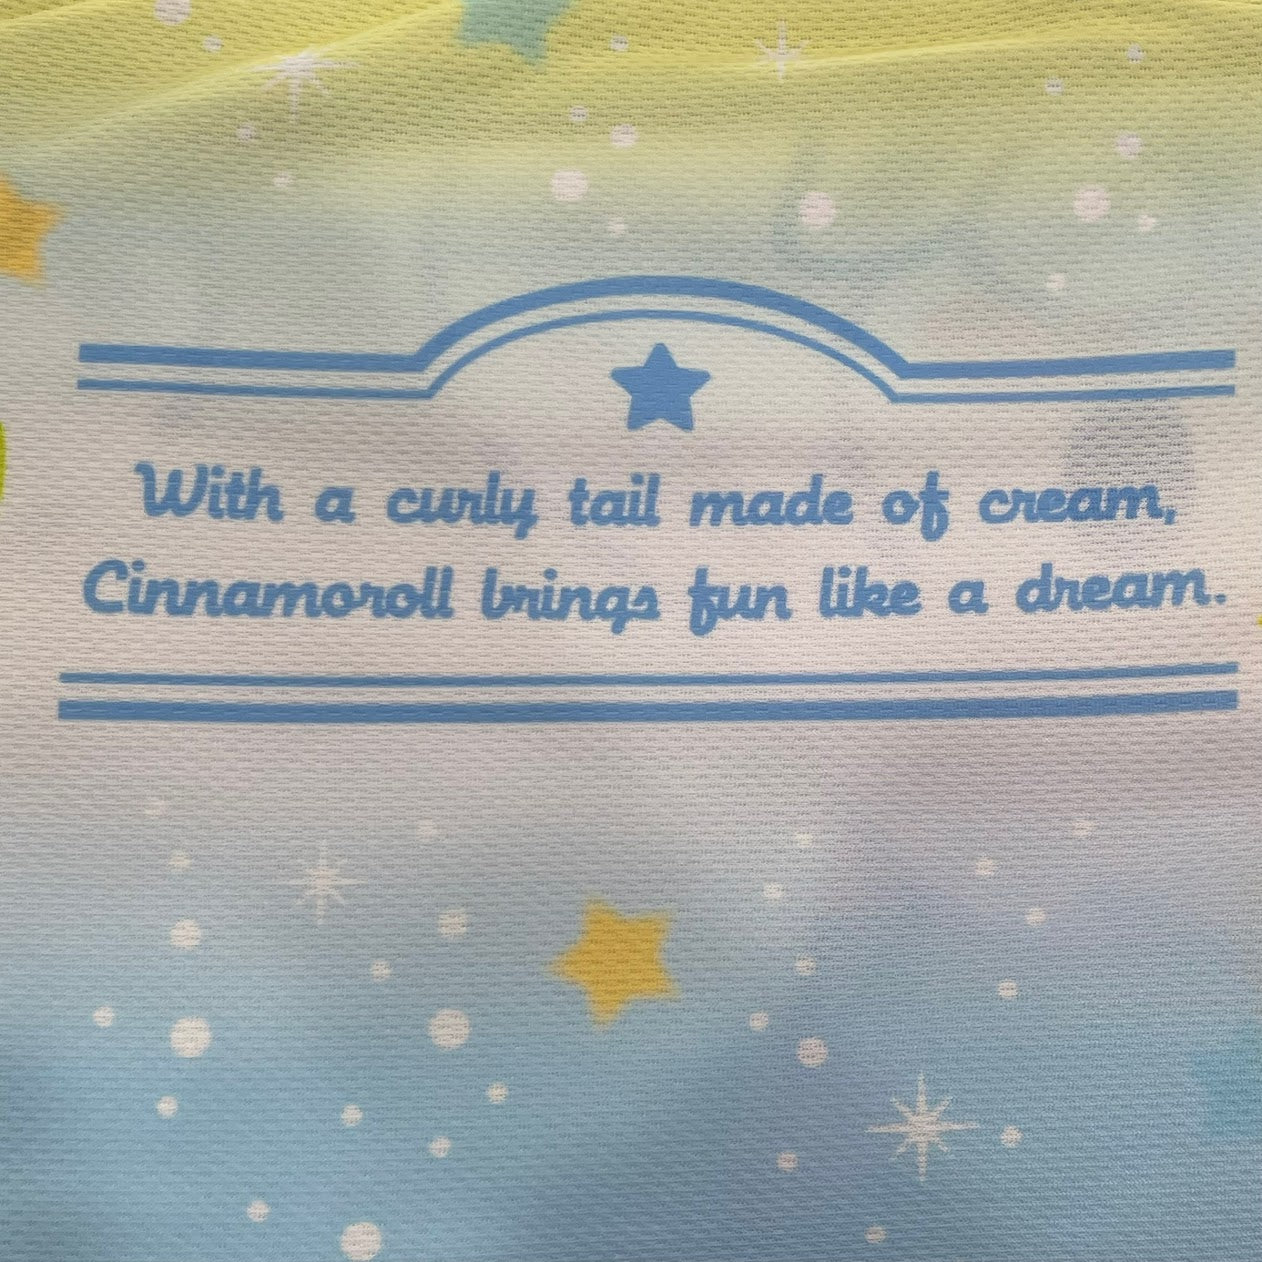 With a curly tail made of cream,
Cinnamoroll brings fun like a dream.